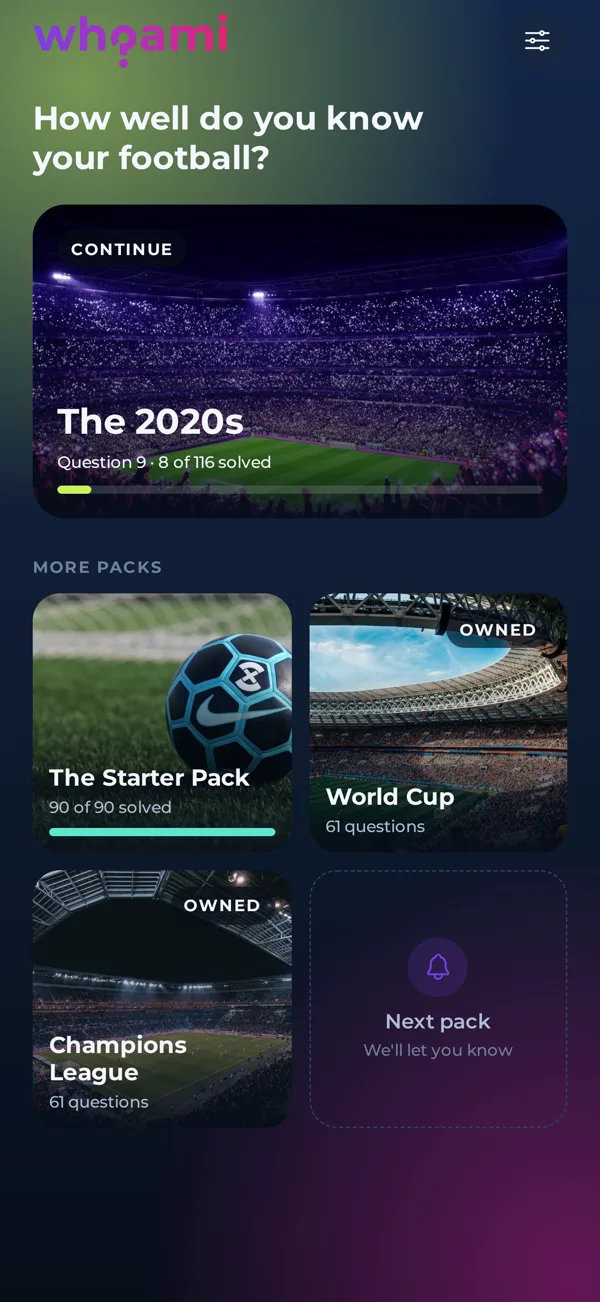 who?ami
How well do you know
your football?
CONTINUE
The 2020s
Question 9 · 8 of 116 solved
MORE PACKS
The Starter Pack
90 of 90 solved
OWNED
World Cup
61 questions
OWNED
Champions
League
61 questions
Next pack
We'll let you know